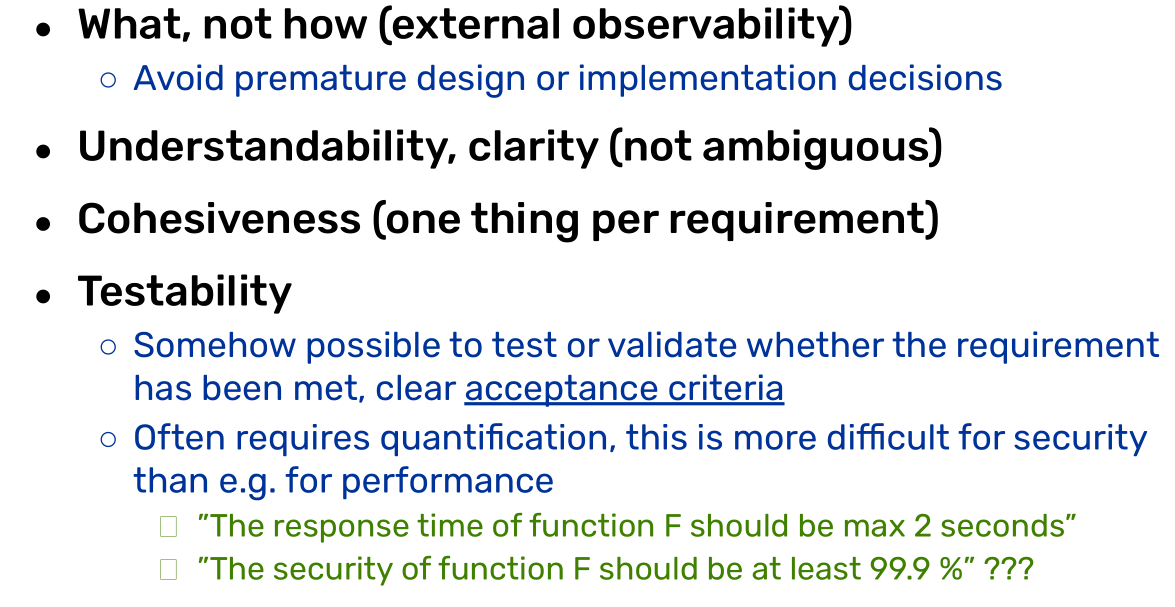 • What, not how (external observability)
○ Avoid premature design or implementation decisions
• Understandability, clarity (not ambiguous)
• Cohesiveness (one thing per requirement)
• Testability
○ Somehow possible to test or validate whether the requirement
has been met, clear acceptance criteria
○ Often requires quantification, this is more difficult for security
than e.g. for performance
□ ”The response time of function F should be max 2 seconds”
□ ”The security of function F should be at least 99.9 %” ???